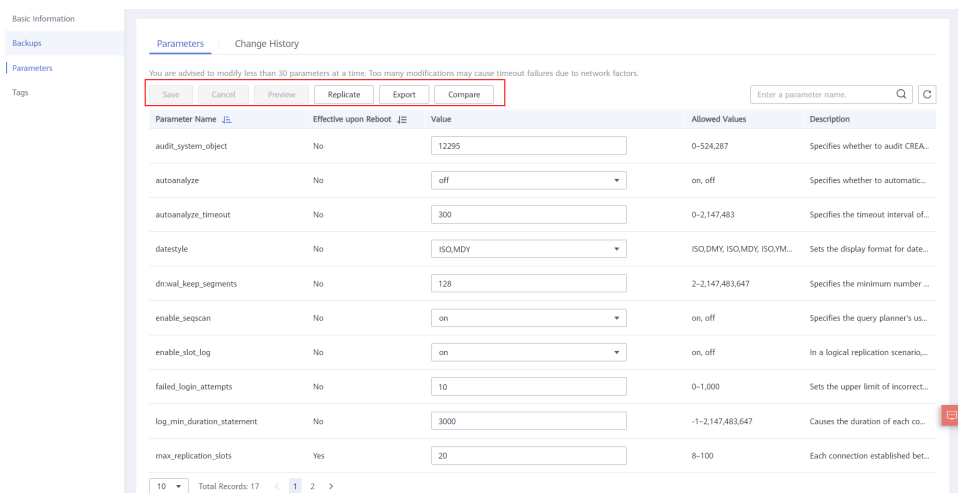 Basic Information
Backups
Parameters
Tags
Parameters Change History
You are advised to modify less than 30 parameters at a time. Too many modifications may cause timeout failures due to network factors.
Save Cancel Preview Replicate Export Compare Enter a parameter name.
Parameter Name Effective upon Reboot Value Allowed Values Description
audit_system_object No 12295 0–524,287 Specifies whether to audit CREA...
autoanalyze No off on, off Specifies whether to automatic...
autoanalyze_timeout No 300 0–2,147,483 Specifies the timeout interval of...
datestyle No ISO,MDY ISO,DMY, ISO,MDY, ISO,YM... Sets the display format for date...
dn:wal_keep_segments No 128 2–2,147,483,647 Specifies the minimum number ...
enable_seqscan No on on, off Specifies the query planner's us...
enable_slot_log No on on, off In a logical replication scenario,...
failed_login_attempts No 10 0–1,000 Sets the upper limit of incorrect...
log_min_duration_statement No 3000 -1–2,147,483,647 Causes the duration of each co...
max_replication_slots Yes 20 8–100 Each connection established bet...
10 Total Records: 17 < 1 2 >